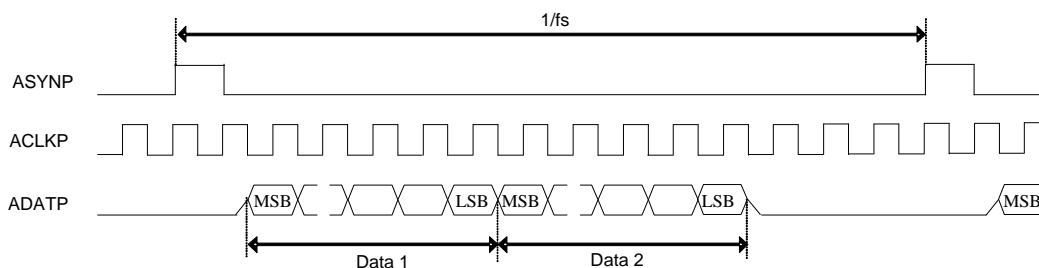 1/fs
ASYNP
ACLKP
ADATP
MSB
LSB
MSB
LSB
MSB
Data 1
Data 2